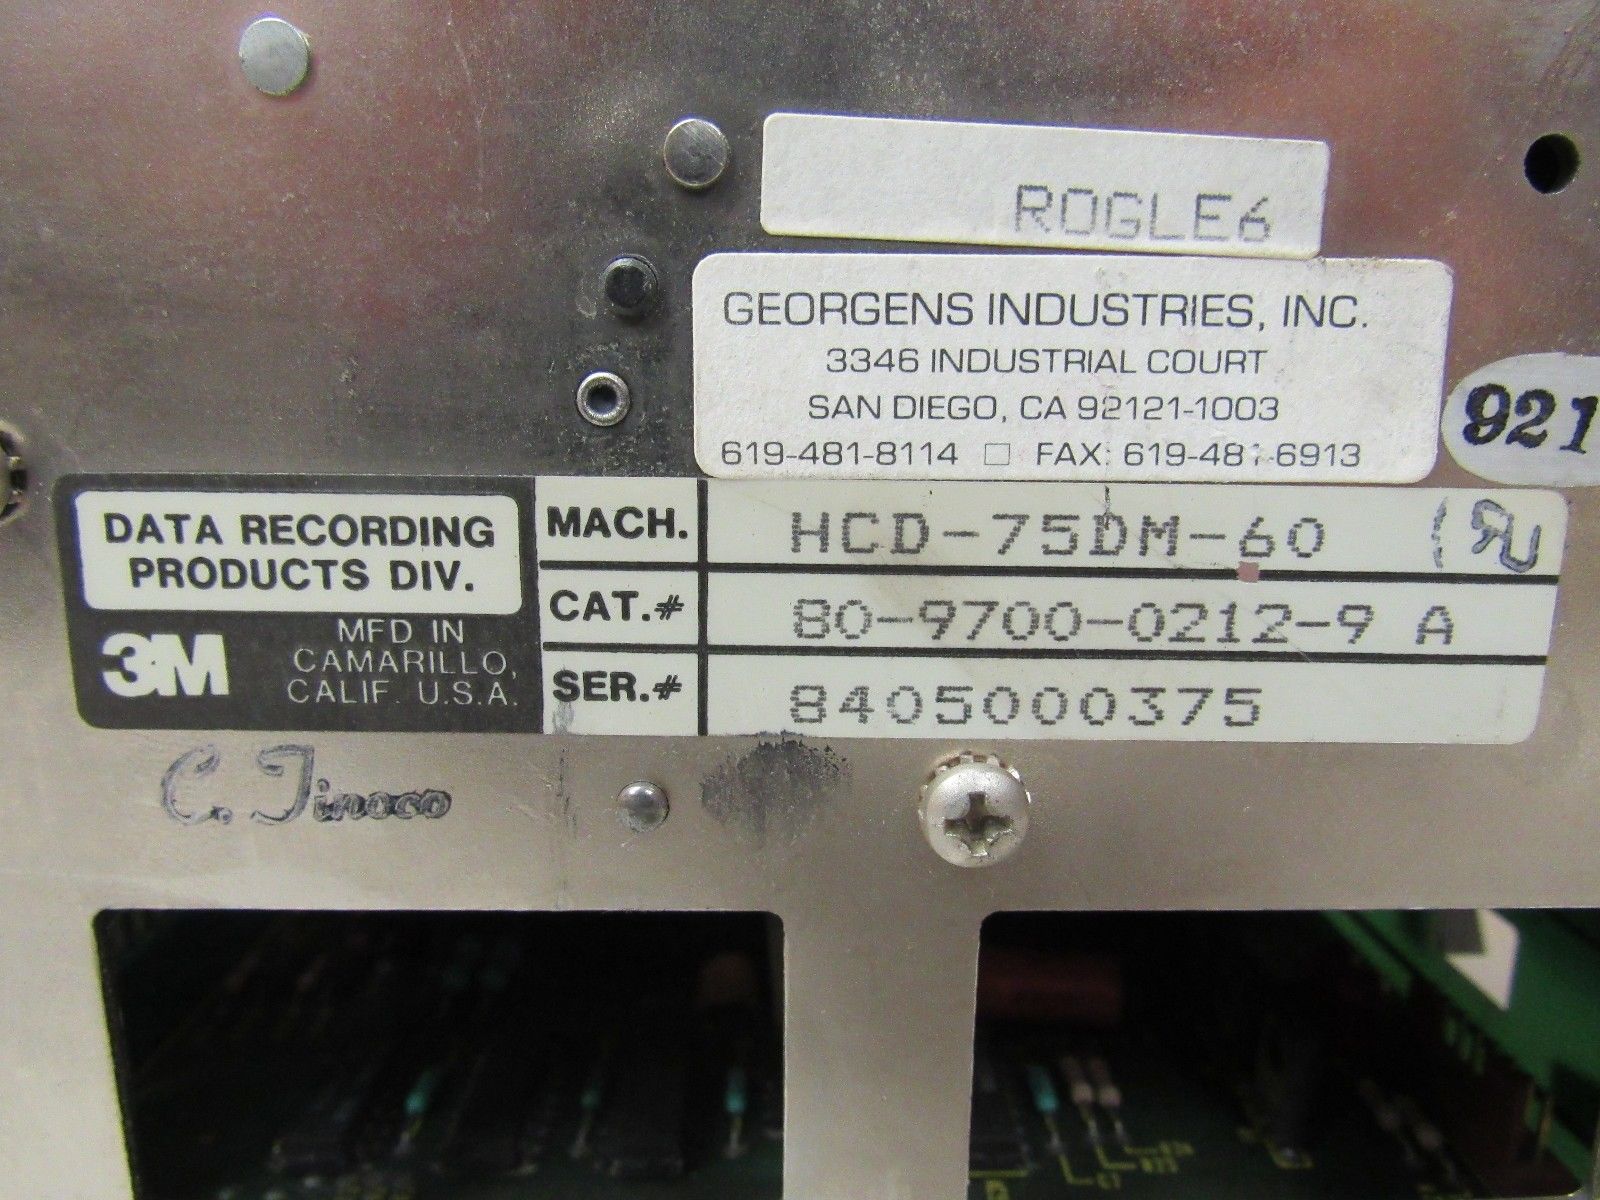 ROGLE6
GEORGENS INDUSTRIES, INC.
3346 INDUSTRIAL COURT
SAN DIEGO, CA 92121-1003
619-481-8114 □ FAX: 619-481-6913
921
DATA RECORDING
PRODUCTS DIV.
3M
MFD IN
CAMARILLO,
CALIF. U.S.A.
MACH. HCD-75DM-60
CAT.# 80-9700-0212-9 A
SER.# 8405000375
C. Tinoco